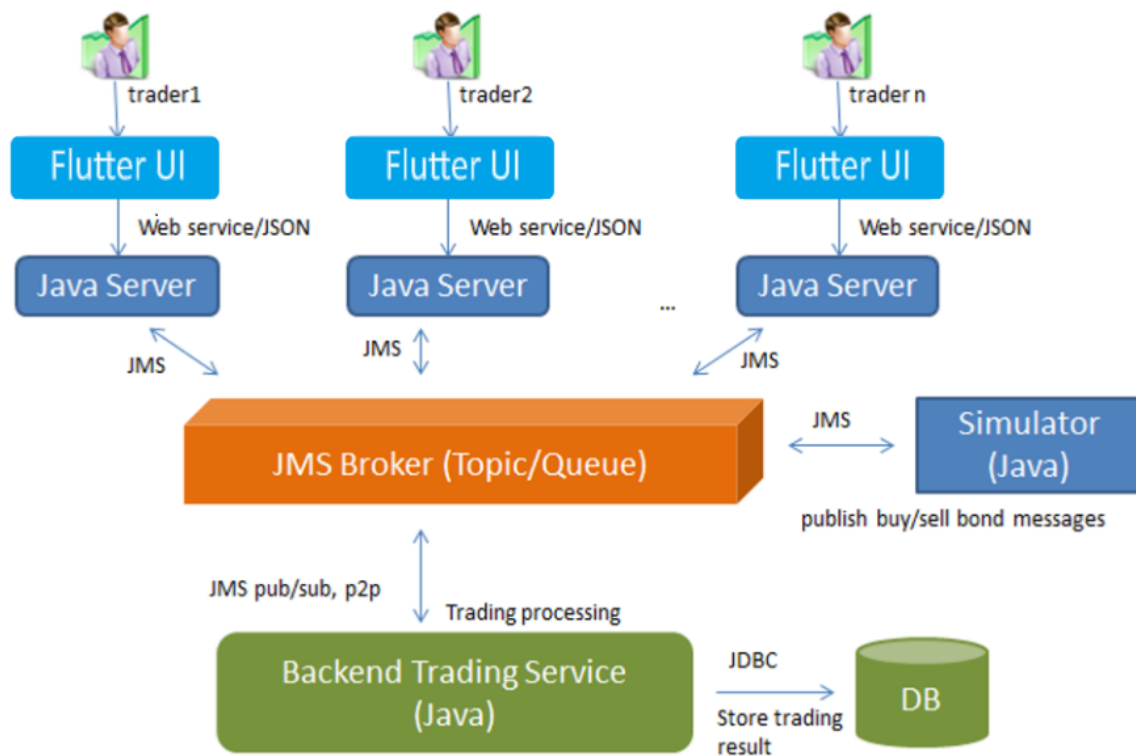 trader1
trader2
trader n
Flutter UI
Flutter UI
Flutter UI
Web service/JSON
Web service/JSON
Web service/JSON
Java Server
Java Server
...
Java Server
JMS
JMS
JMS
JMS Broker (Topic/Queue)
JMS
Simulator
(Java)
publish buy/sell bond messages
JMS pub/sub, p2p
Trading processing
Backend Trading Service
(Java)
JDBC
Store trading
result
DB